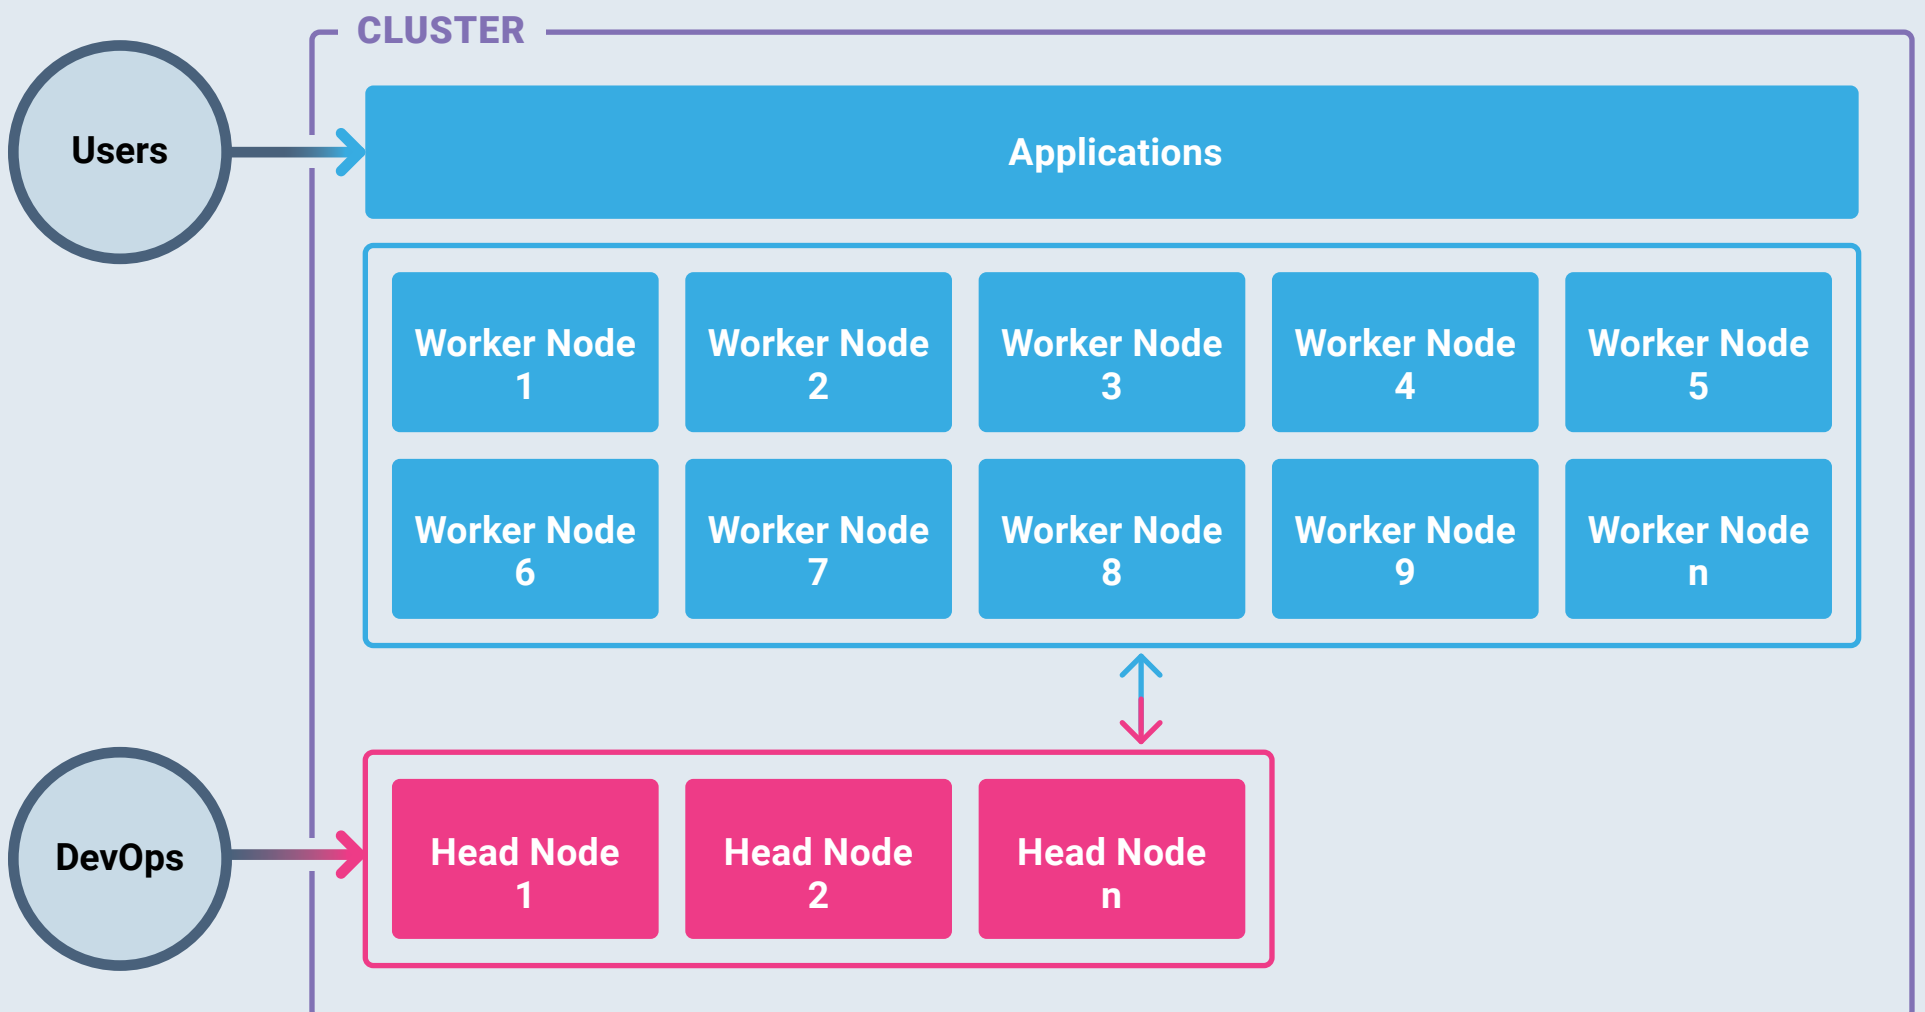 CLUSTER
Users
Applications
Worker Node
1
Worker Node
2
Worker Node
3
Worker Node
4
Worker Node
5
Worker Node
6
Worker Node
7
Worker Node
8
Worker Node
9
Worker Node
n
DevOps
Head Node
1
Head Node
2
Head Node
n